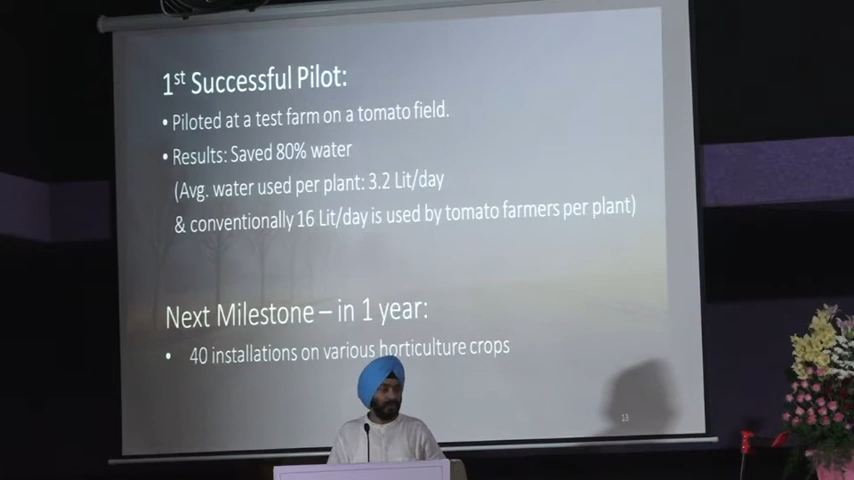 1st Successful Pilot:
• Piloted at a test farm on a tomato field.
• Results: Saved 80% water
(Avg. water used per plant: 3.2 Lit/day
& conventionally 16 Lit/day is used by tomato farmers per plant)
Next Milestone – in 1 year:
• 40 installations on various horticulture crops
13